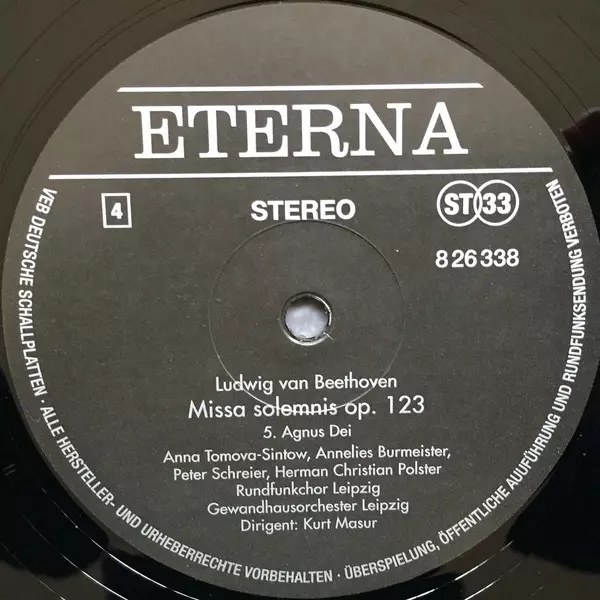 ETERNA
4
STEREO
ST 33
8 26 338
Ludwig van Beethoven
Missa solemnis op. 123
5. Agnus Dei
Anna Tomova-Sintow, Annelies Burmeister,
Peter Schreier, Herman Christian Polster
Rundfunkchor Leipzig
Gewandhausorchester Leipzig
Dirigent: Kurt Masur
VEB DEUTSCHE SCHALLPLATTEN · ALLE HERSTELLER- UND URHEBERRECHTE VORBEHALTEN · ÜBERSPIELUNG, ÖFFENTLICHE AUFFÜHRUNG UND RUNDFUNKSENDUNG VERBOTEN